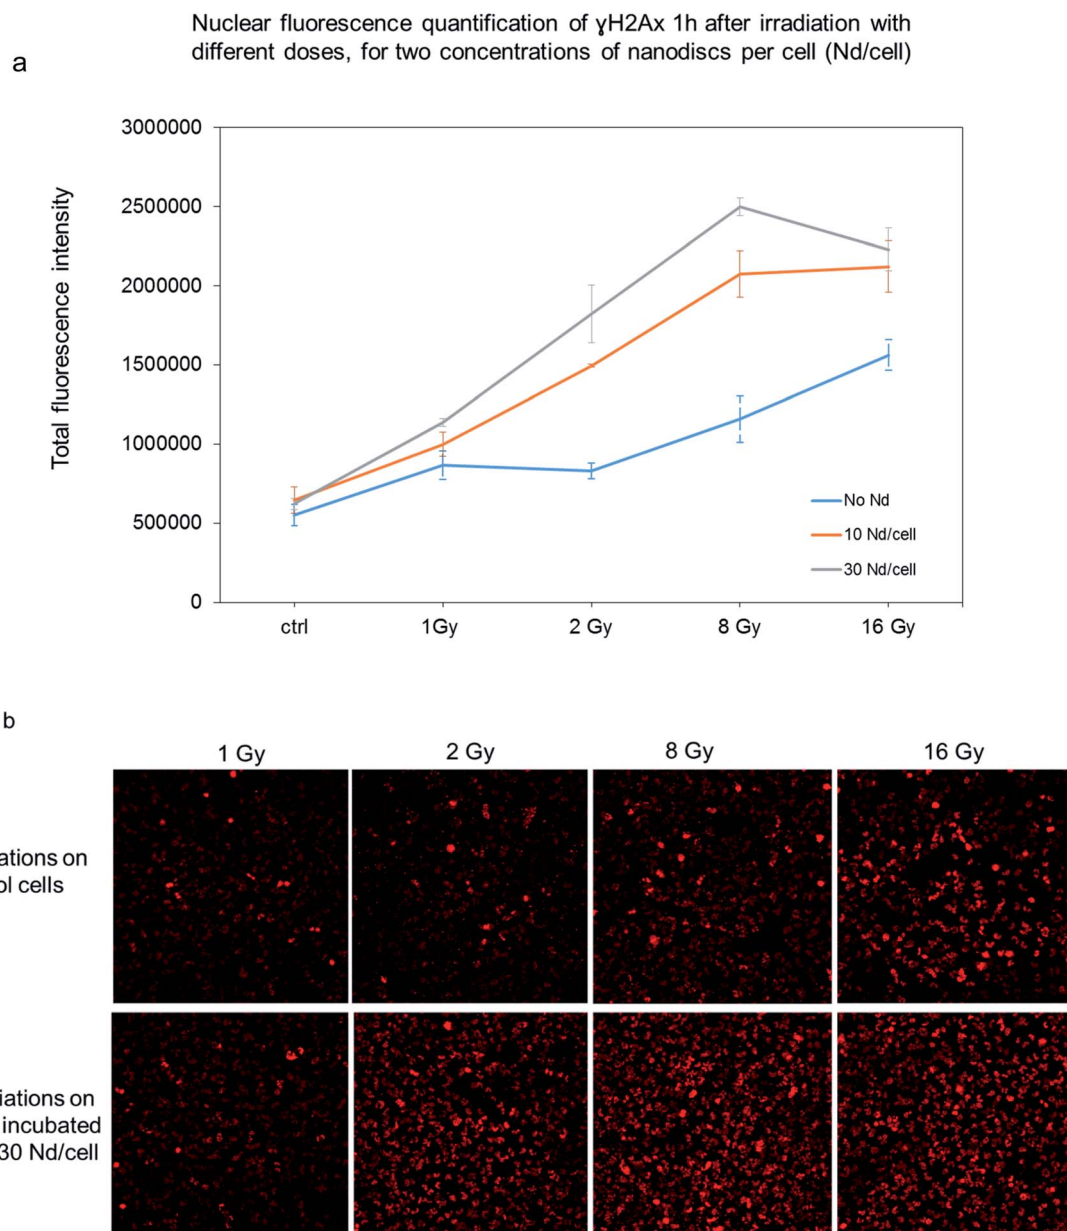 Nuclear fluorescence quantification of ɣH2Ax 1h after irradiation with
different doses, for two concentrations of nanodiscs per cell (Nd/cell)
a
Total fluorescence intensity
3000000
2500000
2000000
1500000
1000000
500000
0
No Nd
10 Nd/cell
30 Nd/cell
ctrl
1Gy
2 Gy
8 Gy
16 Gy
b
1 Gy
2 Gy
8 Gy
16 Gy
ations on
ol cells
iations on
incubated
30 Nd/cell